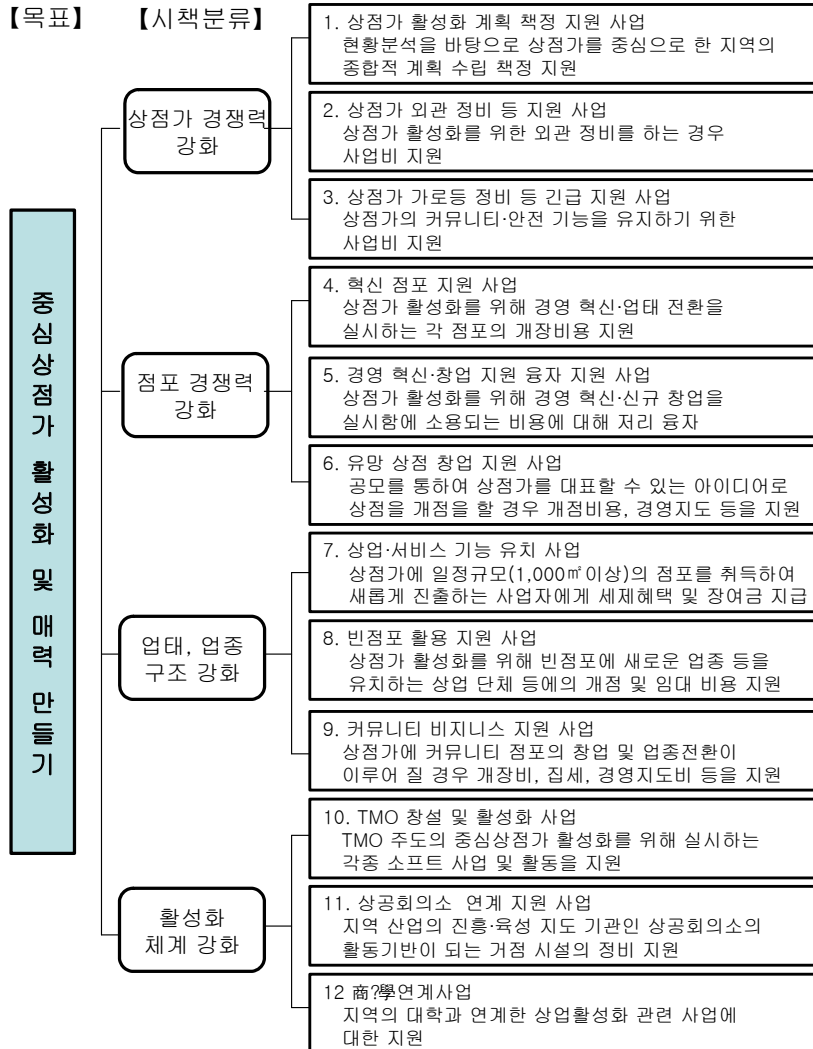 【목표】 【시책분류】
중심상점가 활성화 및 매력 만들기
상점가 경쟁력
강화
1. 상점가 활성화 계획 책정 지원 사업
현황분석을 바탕으로 상점가를 중심으로 한 지역의
종합적 계획 수립 책정 지원
2. 상점가 외관 정비 등 지원 사업
상점가 활성화를 위한 외관 정비를 하는 경우
사업비 지원
3. 상점가 가로등 정비 등 긴급 지원 사업
상점가의 커뮤니티·안전 기능을 유지하기 위한
사업비 지원
점포 경쟁력
강화
4. 혁신 점포 지원 사업
상점가 활성화를 위해 경영 혁신·업태 전환을
실시하는 각 점포의 개장비용 지원
5. 경영 혁신·창업 지원 융자 지원 사업
상점가 활성화를 위해 경영 혁신·신규 창업을
실시함에 소용되는 비용에 대해 저리 융자
6. 유망 상점 창업 지원 사업
공모를 통하여 상점가를 대표할 수 있는 아이디어로
상점을 개점을 할 경우 개점비용, 경영지도 등을 지원
업태, 업종
구조 강화
7. 상업·서비스 기능 유치 사업
상점가에 일정규모(1,000㎡이상)의 점포를 취득하여
새롭게 진출하는 사업자에게 세제혜택 및 장여금 지급
8. 빈점포 활용 지원 사업
상점가 활성화를 위해 빈점포에 새로운 업종 등을
유치하는 상업 단체 등에의 개점 및 임대 비용 지원
9. 커뮤니티 비지니스 지원 사업
상점가에 커뮤니티 점포의 창업 및 업종전환이
이루어 질 경우 개장비, 집세, 경영지도비 등을 지원
활성화
체계 강화
10. TMO 창설 및 활성화 사업
TMO 주도의 중심상점가 활성화를 위해 실시하는
각종 소프트 사업 및 활동을 지원
11. 상공회의소 연계 지원 사업
지역 산업의 진흥·육성 지도 기관인 상공회의소의
활동기반이 되는 거점 시설의 정비 지원
12 商?學연계사업
지역의 대학과 연계한 상업활성화 관련 사업에
대한 지원